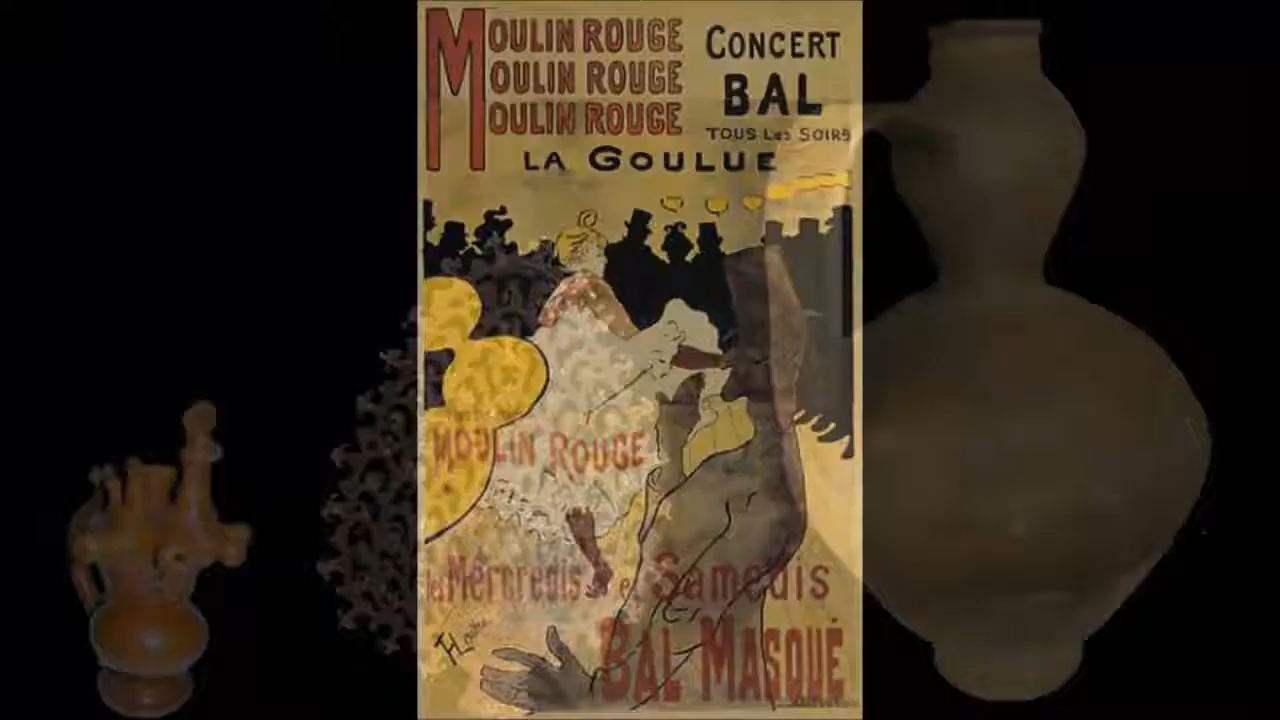 MOULIN ROUGE
MOULIN ROUGE
MOULIN ROUGE
CONCERT
BAL
TOUS Les SOIRS
LA GOULUE
MOULIN ROUGE
Mercredis et Samedis
BAL MASQUÉ